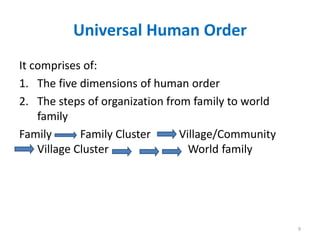 Universal Human Order
It comprises of:
1. The five dimensions of human order
2. The steps of organization from family to world
family
Family Family Cluster Village/Community
Village Cluster World family
9